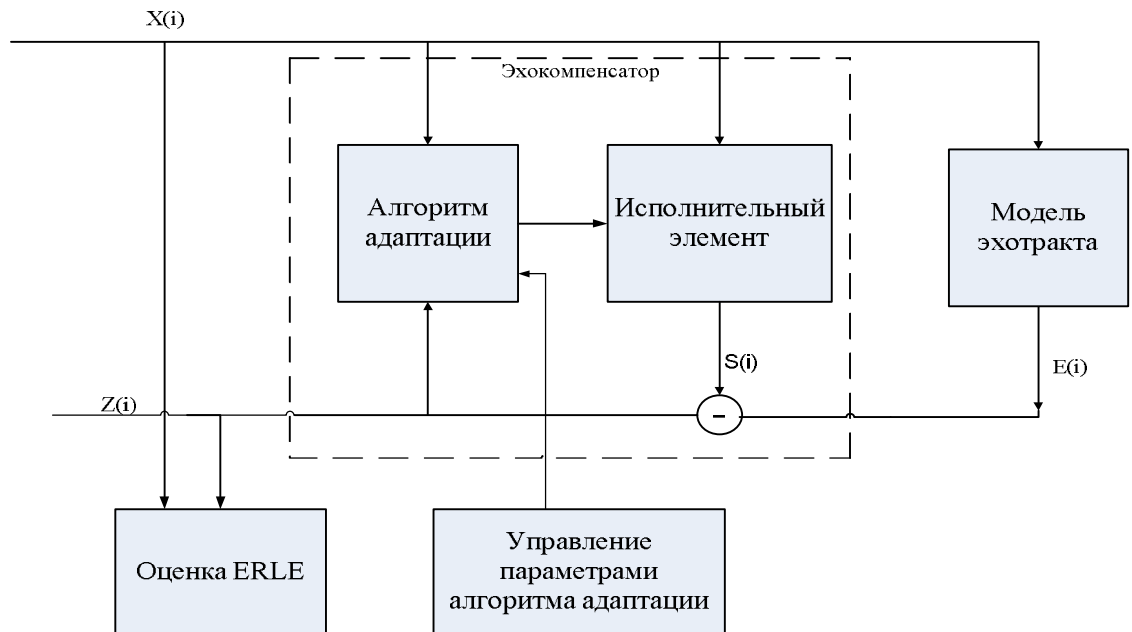 X(i)
Эхокомпенсатор
Алгоритм
адаптации
Исполнительный
элемент
Модель
эхотракта
S(i)
E(i)
Z(i)
-
Оценка ERLE
Управление
параметрами
алгоритма адаптации